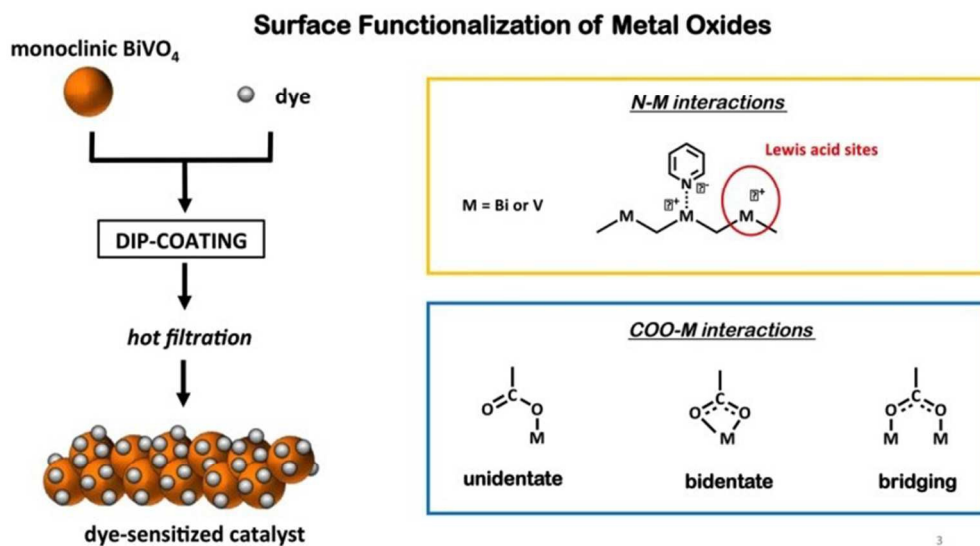 Surface Functionalization of Metal Oxides
monoclinic BiVO₄
dye
DIP-COATING
hot filtration
dye-sensitized catalyst
N-M interactions
Lewis acid sites
M = Bi or V
N
-
+
+
M
M
M
COO-M interactions
C
O
O
M
unidentate
C
O
O
M
bidentate
C
O
O
M
M
bridging
3